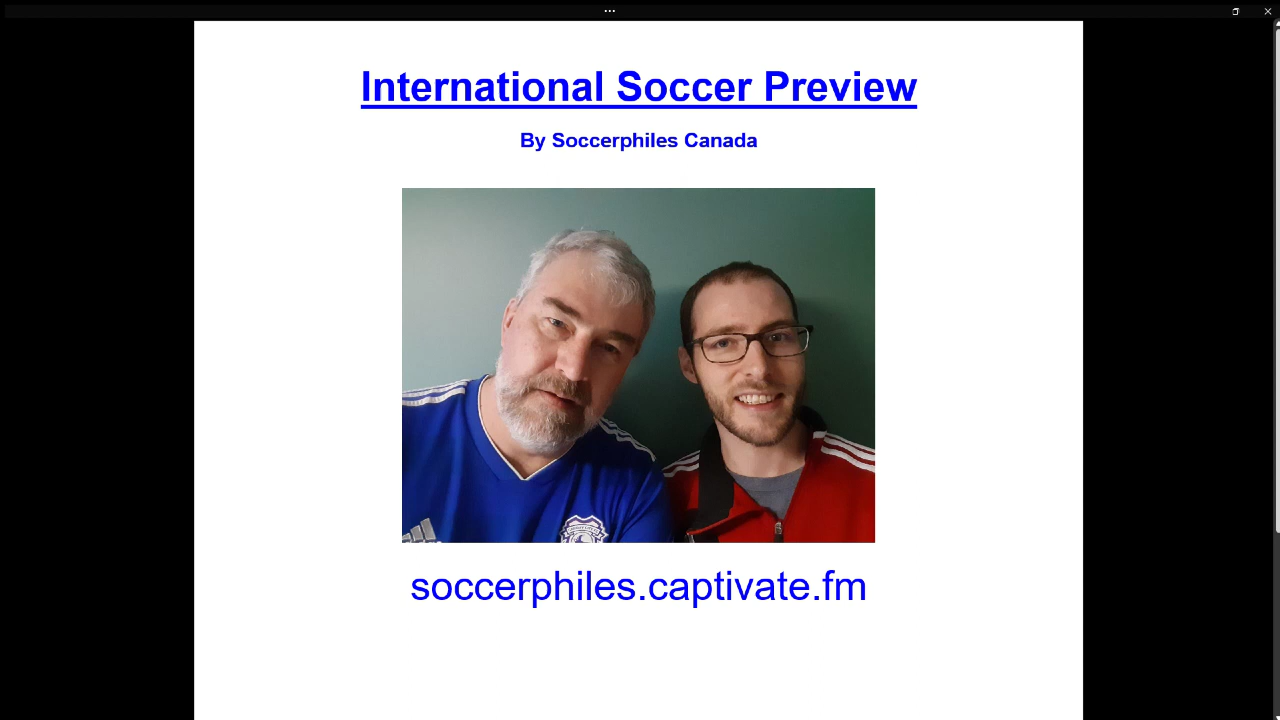 International Soccer Preview
By Soccerphiles Canada
soccerphiles.captivate.fm